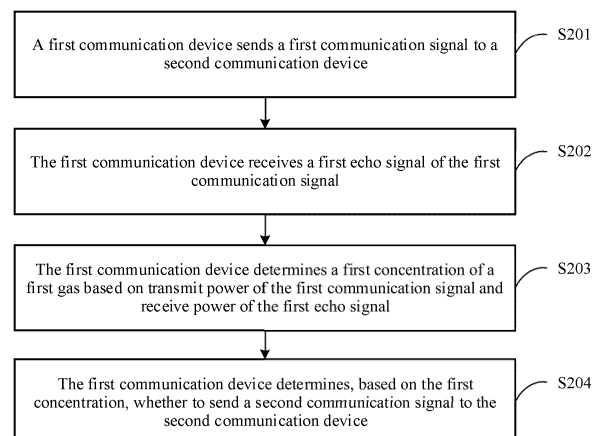 A first communication device sends a first communication signal to a
second communication device
S201
The first communication device receives a first echo signal of the first
communication signal
S202
The first communication device determines a first concentration of a
first gas based on transmit power of the first communication signal and
receive power of the first echo signal
S203
The first communication device determines, based on the first
concentration, whether to send a second communication signal to the
second communication device
S204